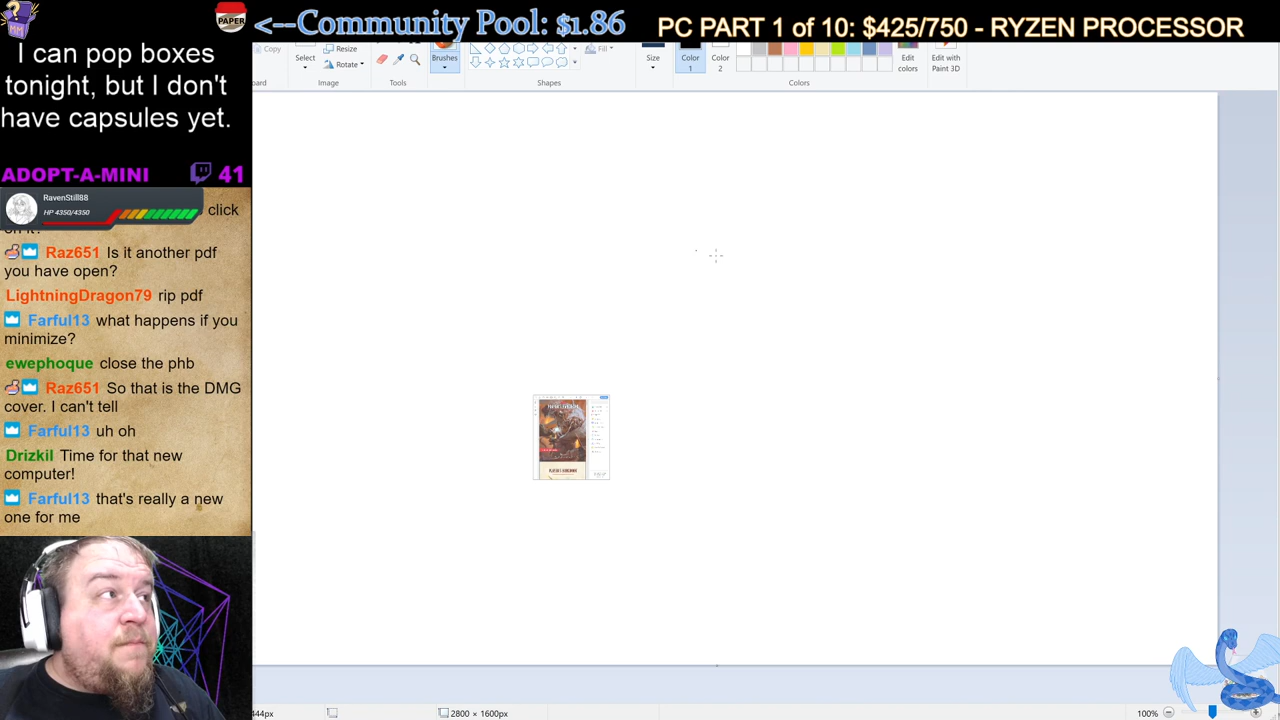 PAPER
<--Community Pool: $1.86
PC PART 1 of 10: $425/750 - RYZEN PROCESSOR
I can pop boxes
tonight, but I don't
have capsules yet.
ADOPT-A-MINI 41
RavenStill88
HP 4350/4350
click
Raz651 Is it another pdf
you have open?
LightningDragon79 rip pdf
Farful13 what happens if you
minimize?
ewephoque close the phb
Raz651 So that is the DMG
cover. I can't tell
Farful13 uh oh
Drizkil Time for that new
computer!
Farful13 that's really a new
one for me
Copy
Resize
Select
Rotate
Image
Tools
Brushes
Shapes
Fill
Size
Color
1
Color
2
Colors
Edit
colors
Edit with
Paint 3D
444px
2800 × 1600px
100%